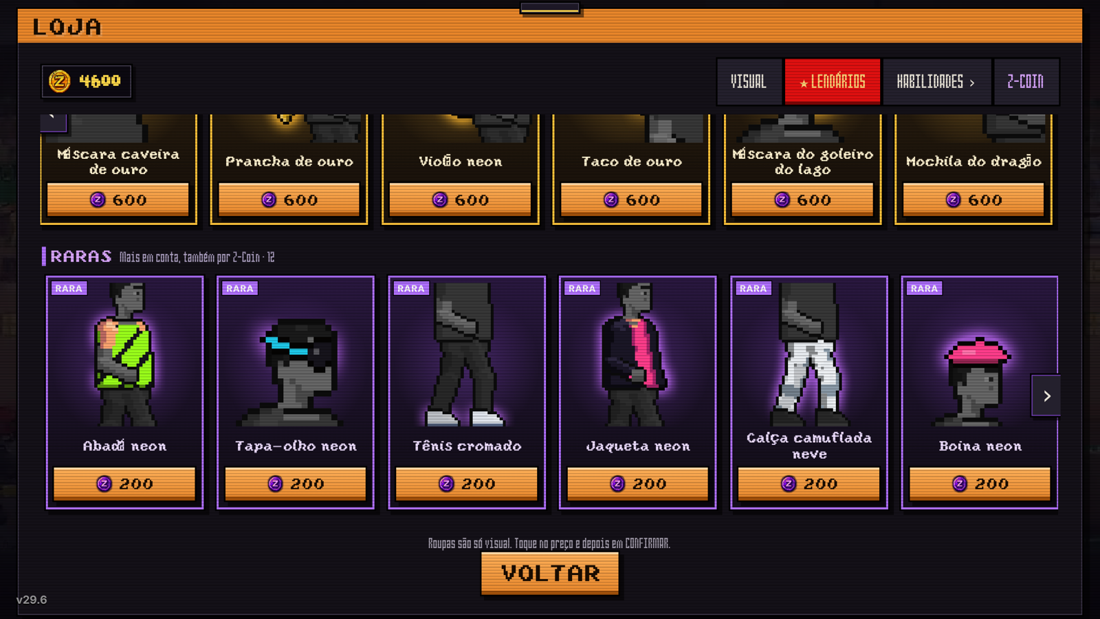 LOJA
4600
VISUAL
★ LENDÁRIOS
HABILIDADES ›
Z-COIN
Máscara caveira
de ouro
Prancha de ouro
Violão neon
Taco de ouro
Máscara do goleiro
do lago
Mochila do dragão
600
600
600
600
600
600
RARAS Mais em conta, também por Z-Coin · 12
RARA
RARA
RARA
RARA
RARA
RARA
Abadá neon
Tapa-olho neon
Tênis cromado
Jaqueta neon
Calça camuflada
neve
Boina neon
200
200
200
200
200
200
Roupas são só visual. Toque no preço e depois em CONFIRMAR.
VOLTAR
v29.6